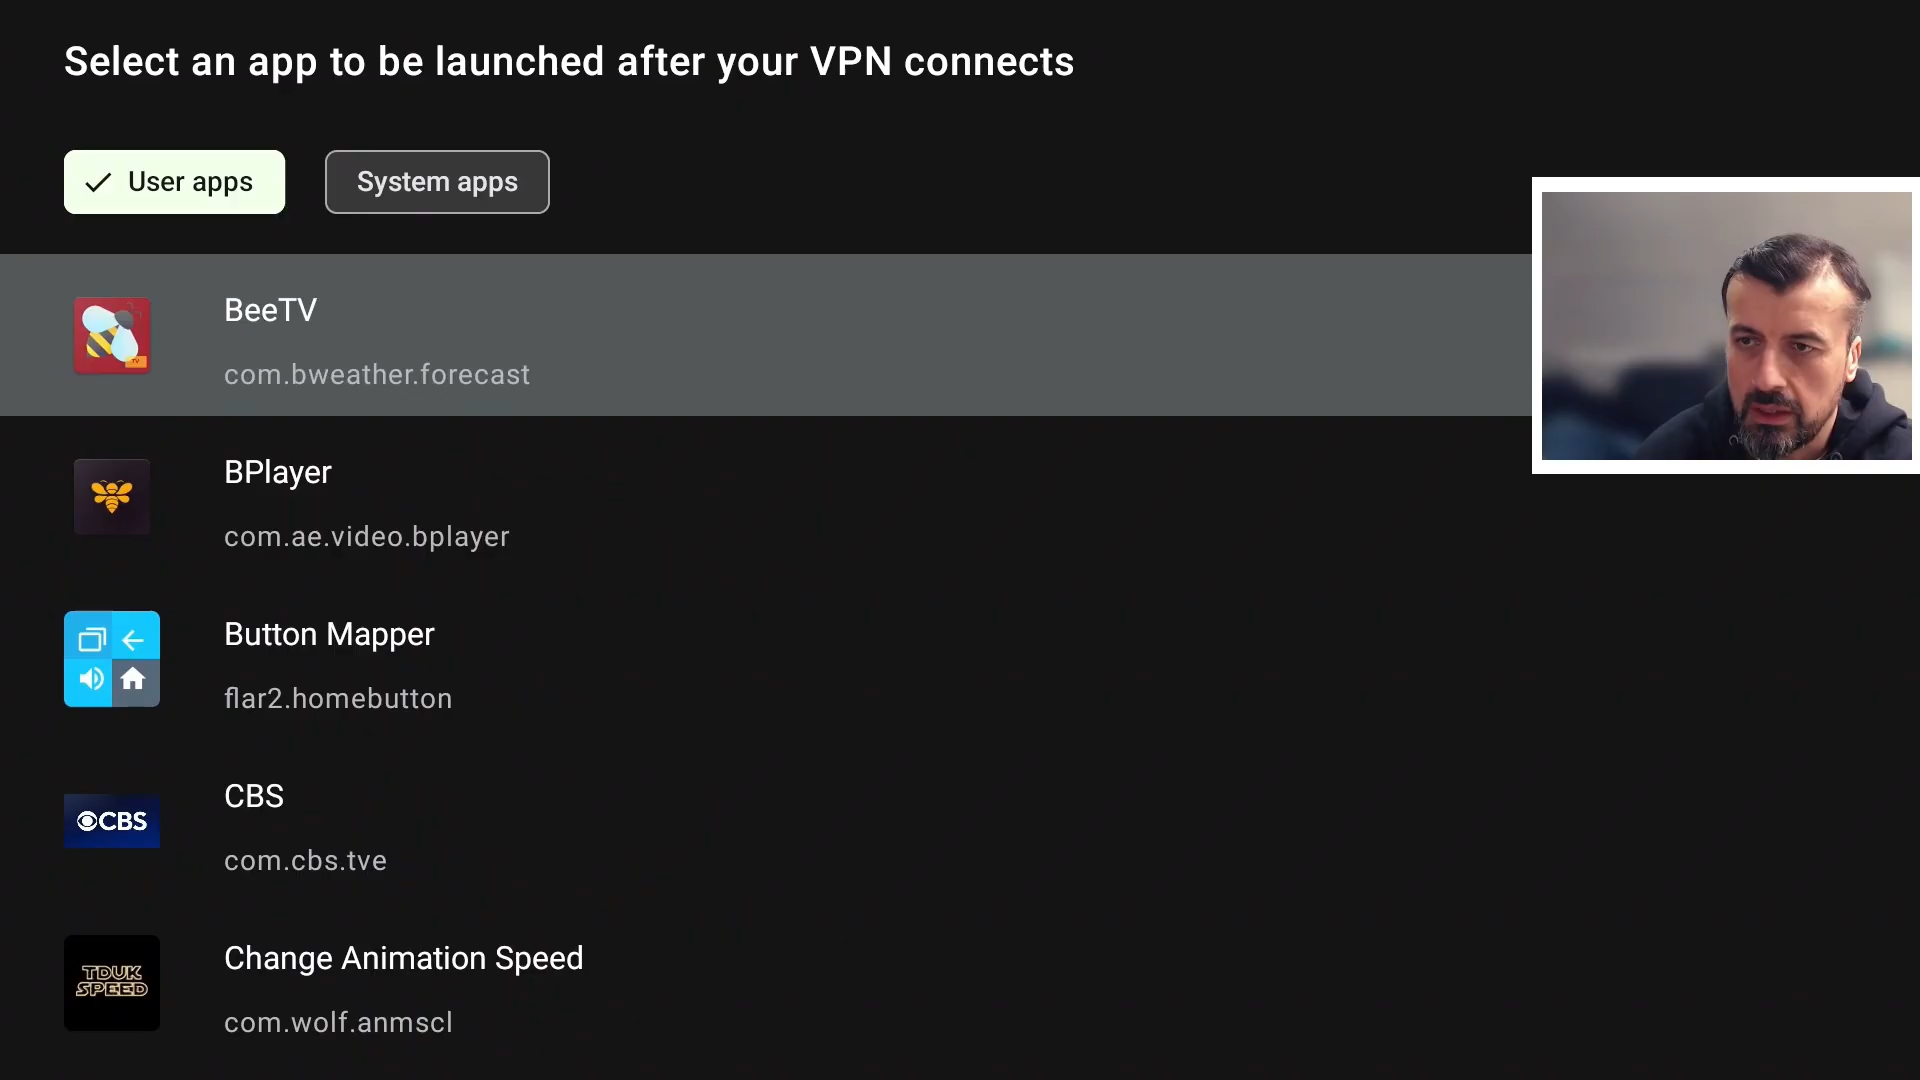 Select an app to be launched after your VPN connects
User apps
System apps
BeeTV
com.bweather.forecast
TV
BPlayer
com.ae.video.bplayer
Button Mapper
flar2.homebutton
CBS
com.cbs.tve
CBS
Change Animation Speed
com.wolf.anmscl
TDUK
SPEED